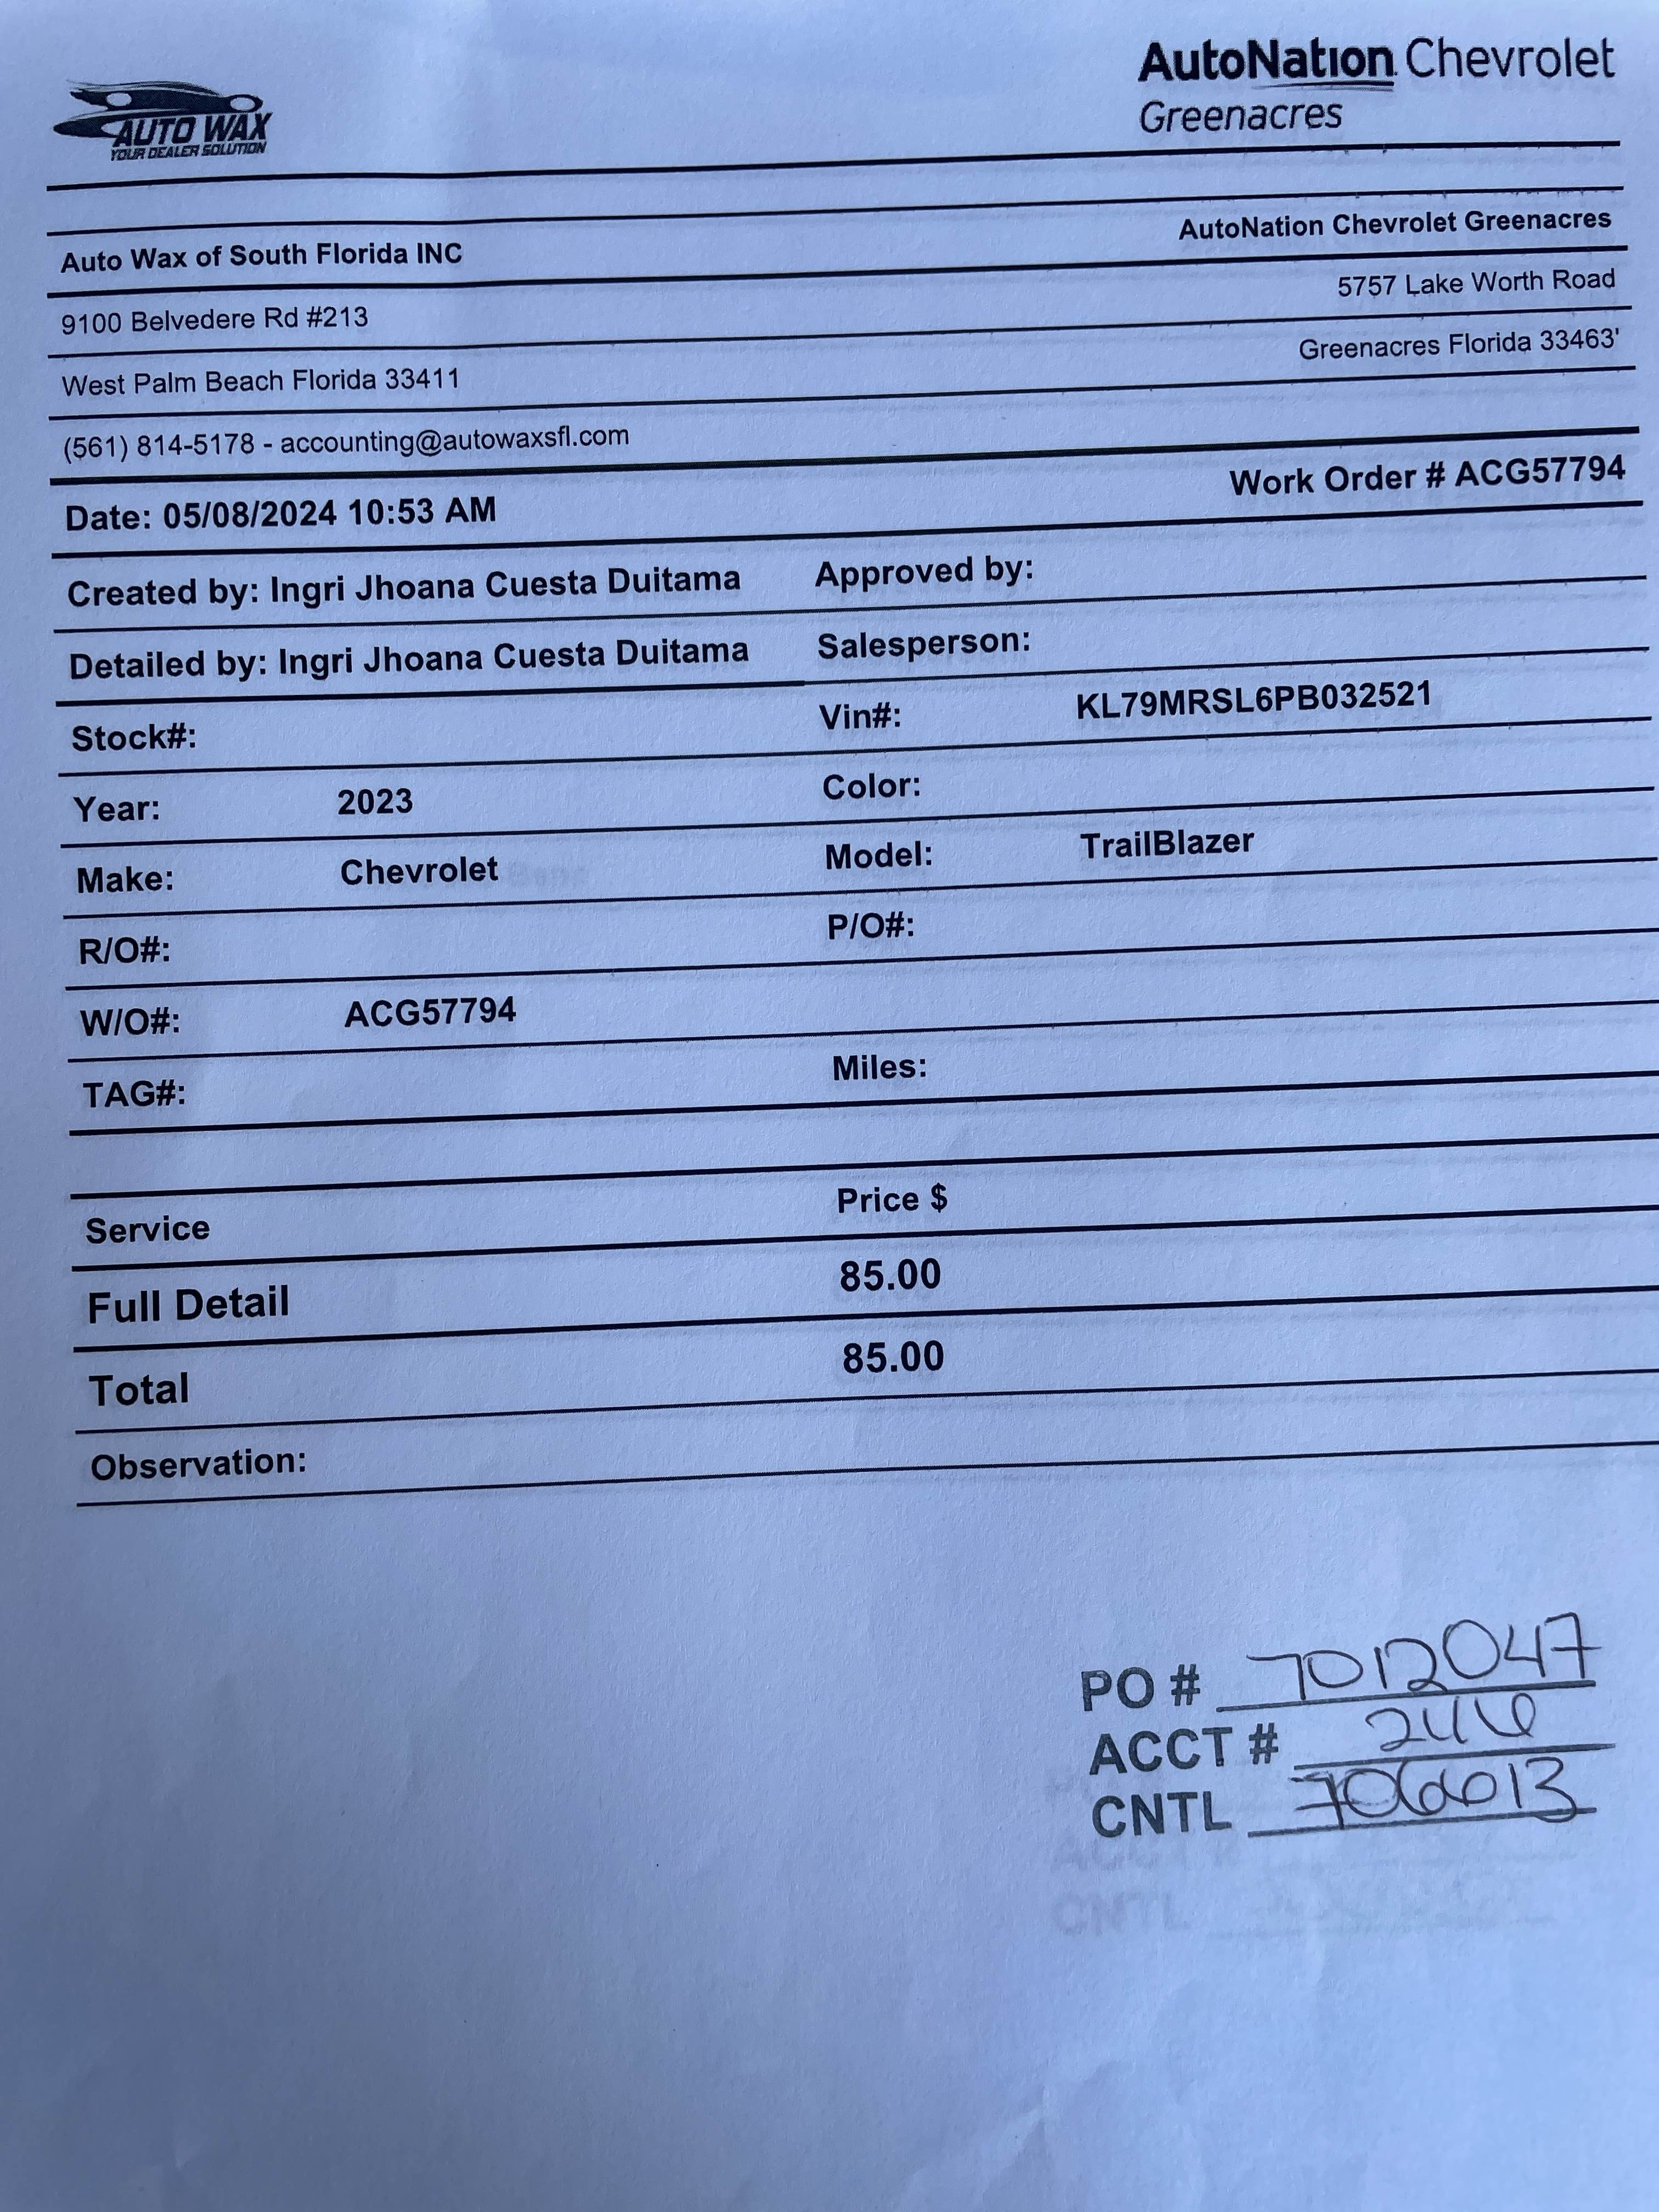 AUTO WAX
YOUR DEALER SOLUTION
AutoNation Chevrolet
Greenacres
Auto Wax of South Florida INC
AutoNation Chevrolet Greenacres
9100 Belvedere Rd #213
5757 Lake Worth Road
West Palm Beach Florida 33411
Greenacres Florida 33463'
(561) 814-5178 - accounting@autowaxsfl.com
Date: 05/08/2024 10:53 AM
Work Order # ACG57794
Created by: Ingri Jhoana Cuesta Duitama Approved by:
Detailed by: Ingri Jhoana Cuesta Duitama Salesperson:
Stock#: Vin#: KL79MRSL6PB032521
Year: 2023 Color:
Make: Chevrolet Model: TrailBlazer
R/O#: P/O#:
W/O#: ACG57794
TAG#: Miles:
Service Price $
Full Detail 85.00
Total 85.00
Observation:
PO # 7012047
ACCT #
CNTL